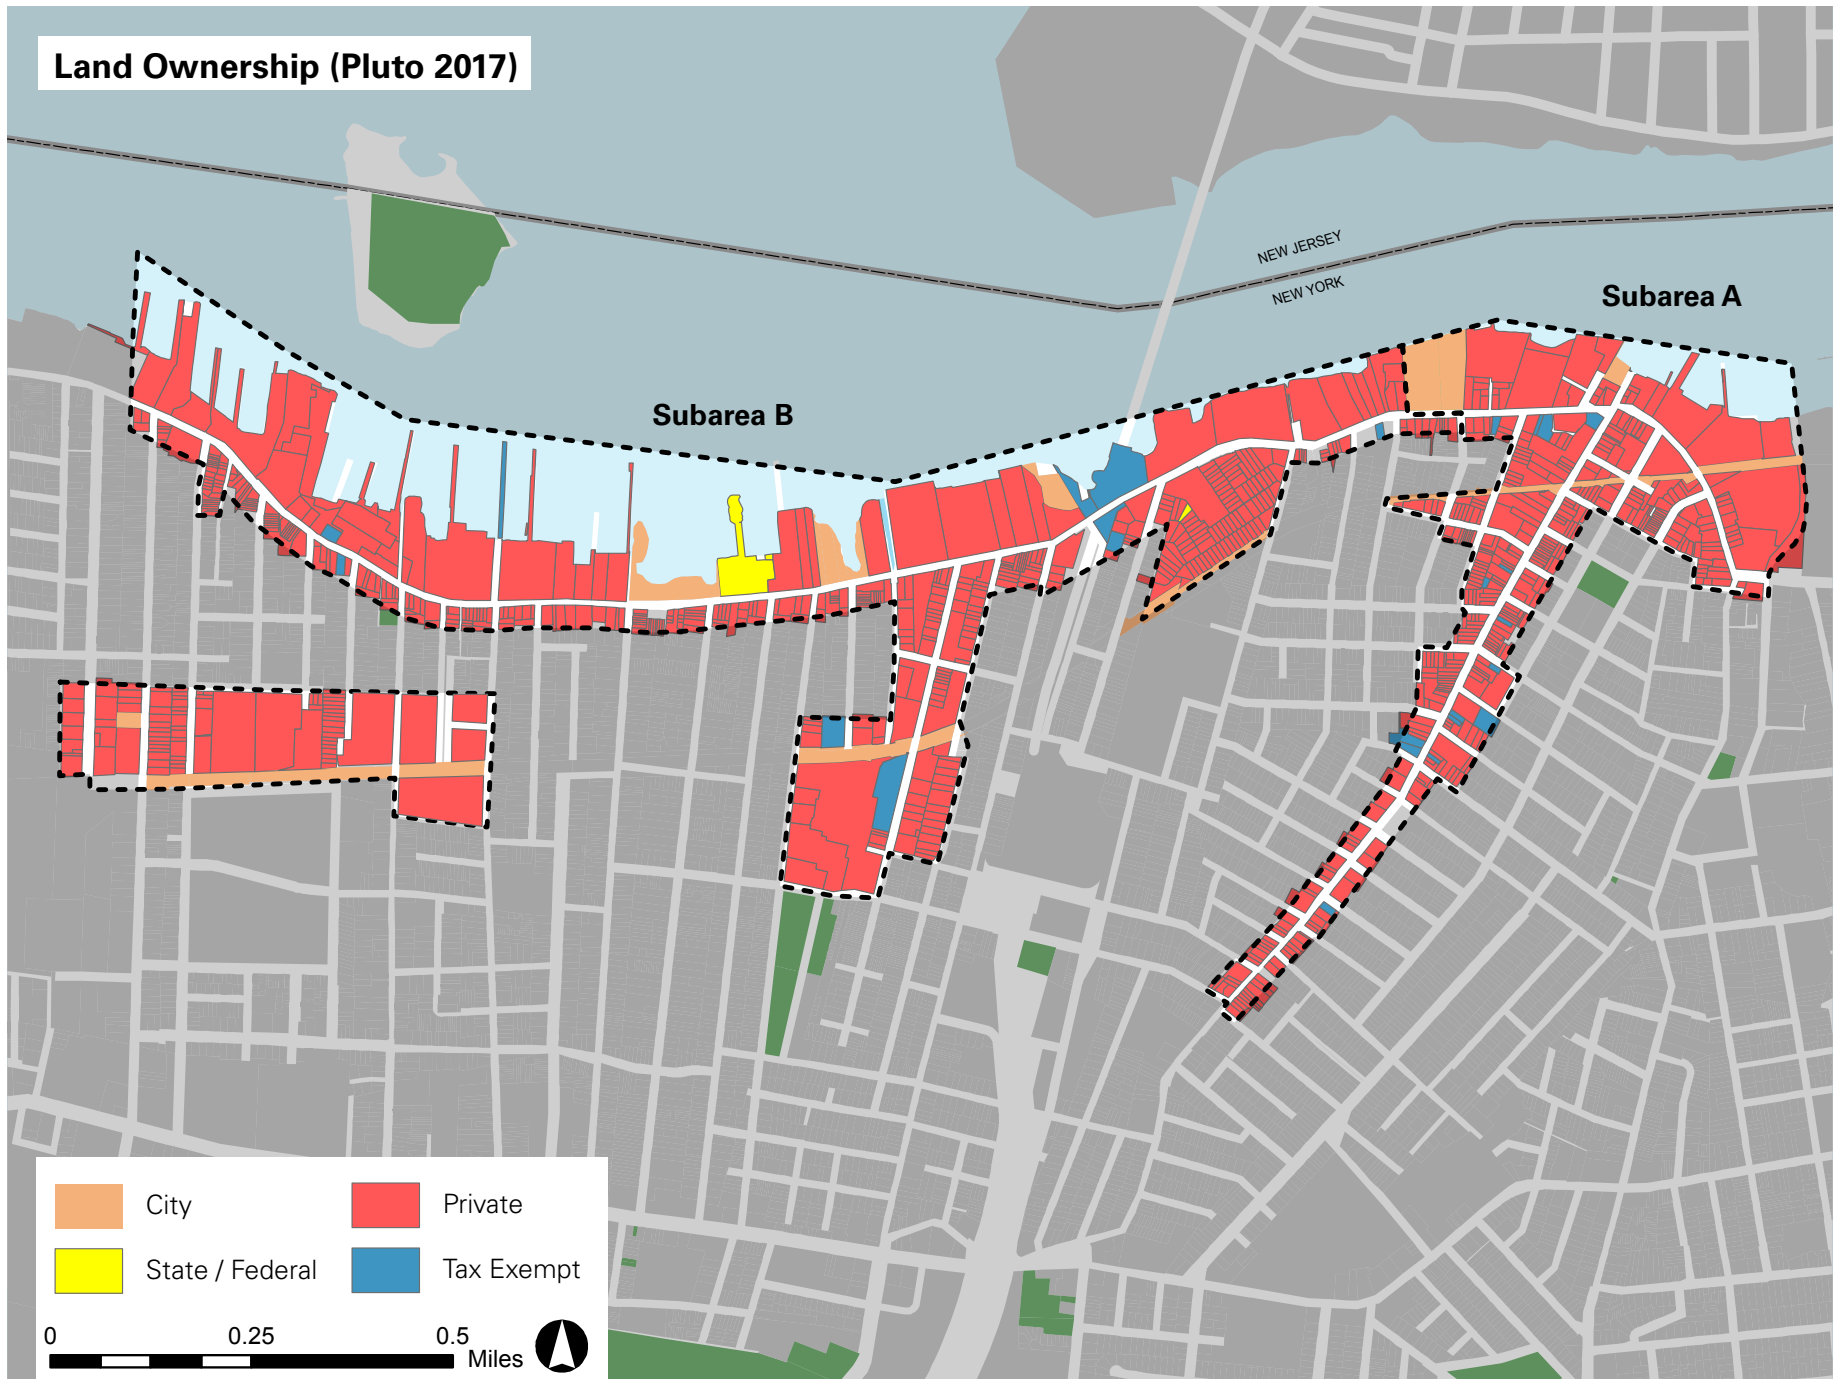 Land Ownership (Pluto 2017)
NEW JERSEY
NEW YORK
Subarea A
Subarea B
City
Private
State / Federal
Tax Exempt
0 0.25 0.5
Miles